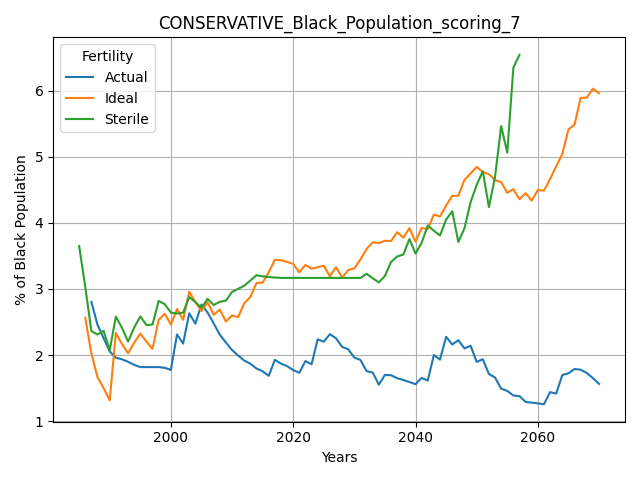 CONSERVATIVE_Black_Population_scoring_7
Fertility
Actual
Ideal
Sterile
% of Black Population
6
5
4
3
2
1
2000 2020 2040 2060
Years